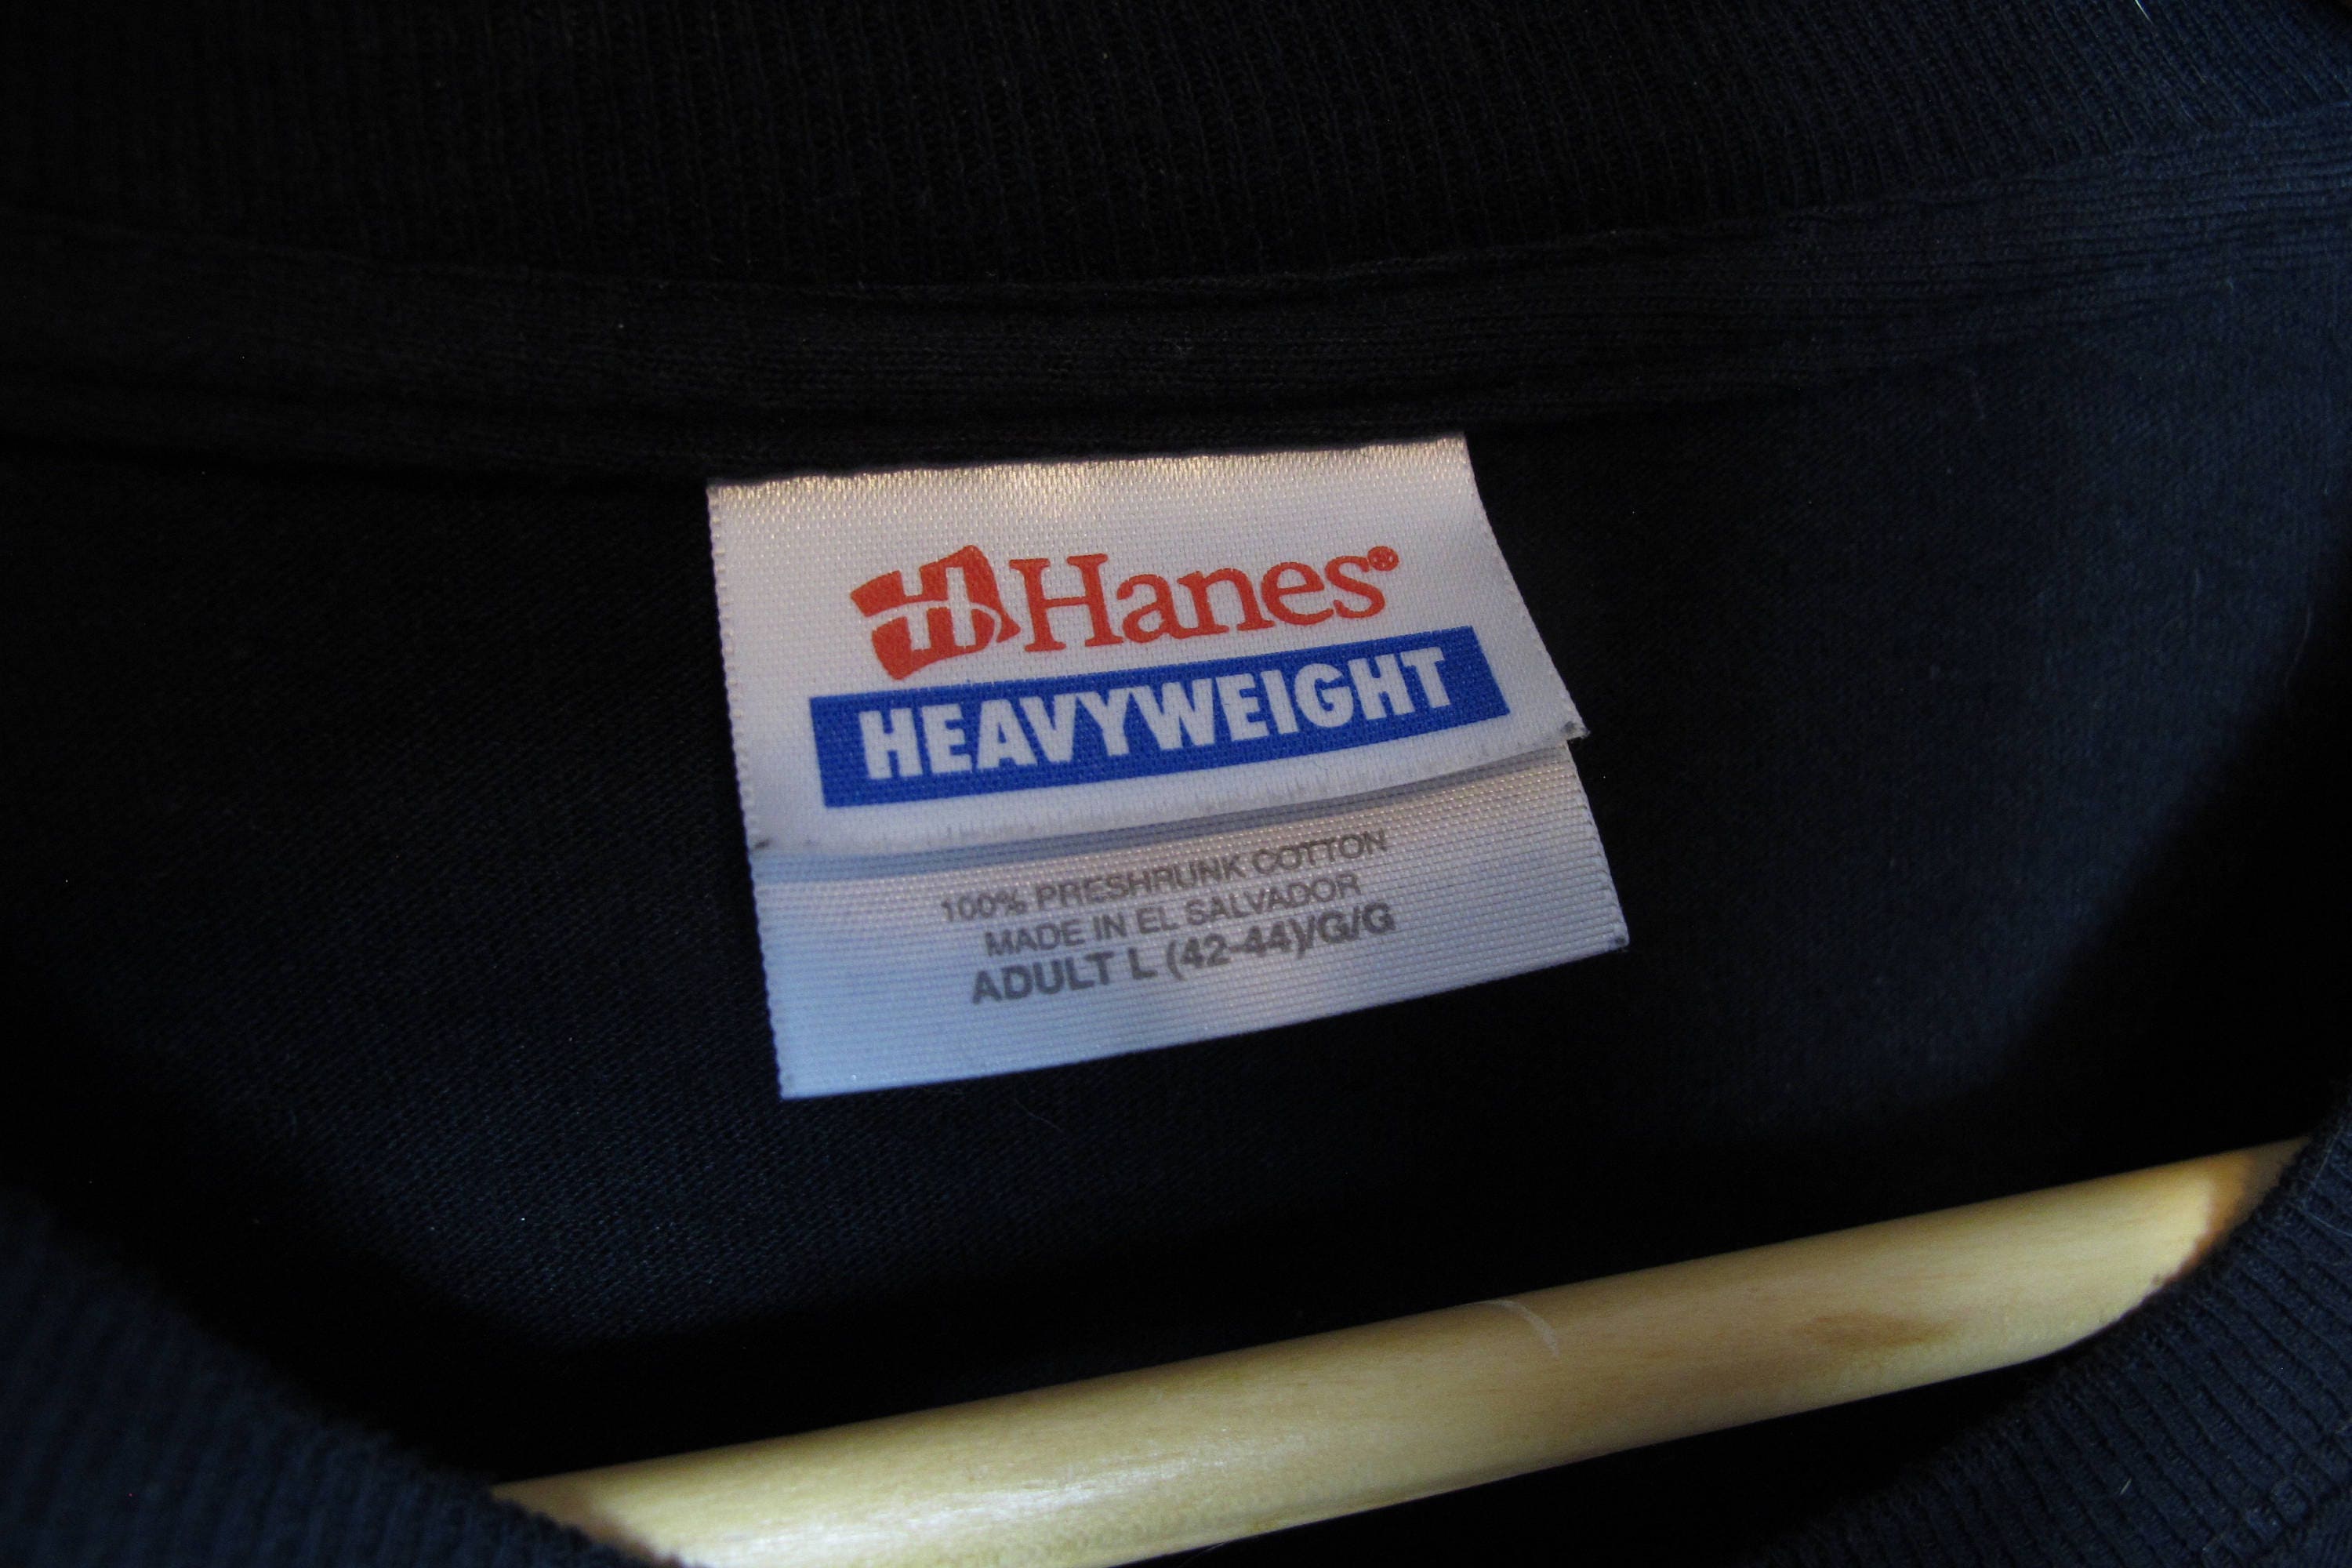 Hanes®
HEAVYWEIGHT
100% PRESHRUNK COTTON
MADE IN EL SALVADOR
ADULT L (42-44)/G/G